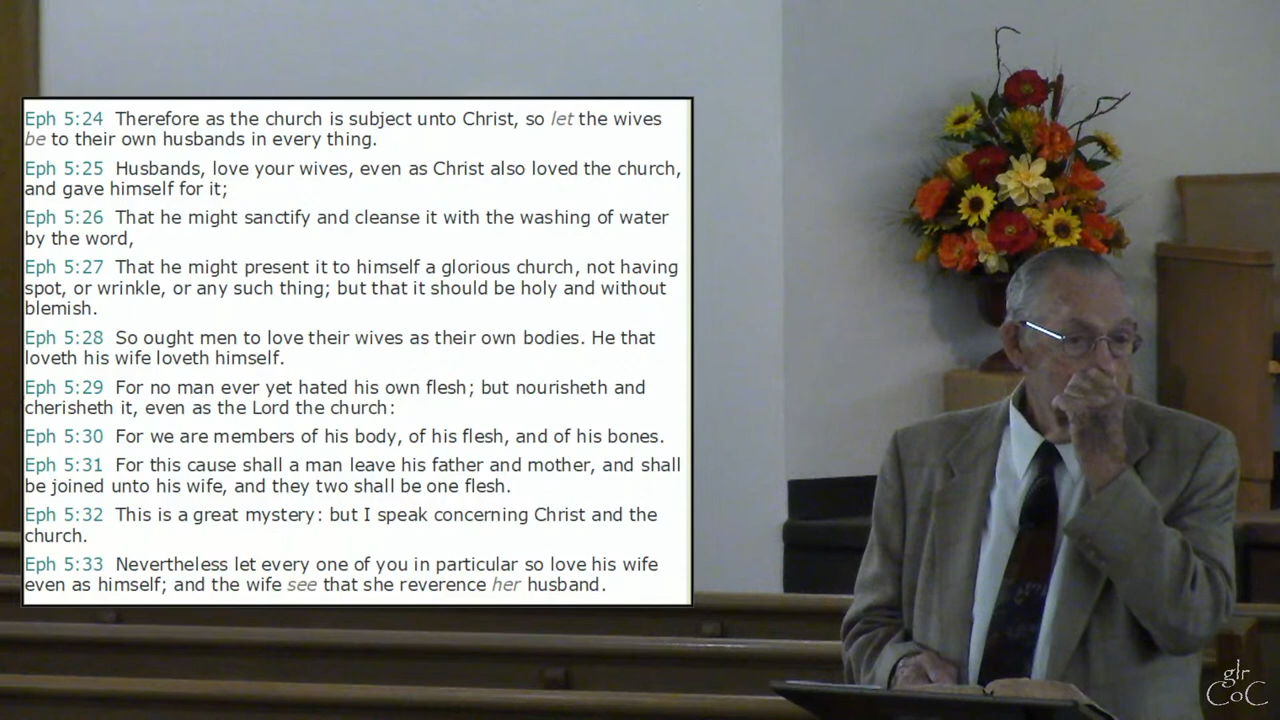 Eph 5:24 Therefore as the church is subject unto Christ, so let the wives
be to their own husbands in every thing.
Eph 5:25 Husbands, love your wives, even as Christ also loved the church,
and gave himself for it;
Eph 5:26 That he might sanctify and cleanse it with the washing of water
by the word,
Eph 5:27 That he might present it to himself a glorious church, not having
spot, or wrinkle, or any such thing; but that it should be holy and without
blemish.
Eph 5:28 So ought men to love their wives as their own bodies. He that
loveth his wife loveth himself.
Eph 5:29 For no man ever yet hated his own flesh; but nourisheth and
cherisheth it, even as the Lord the church:
Eph 5:30 For we are members of his body, of his flesh, and of his bones.
Eph 5:31 For this cause shall a man leave his father and mother, and shall
be joined unto his wife, and they two shall be one flesh.
Eph 5:32 This is a great mystery: but I speak concerning Christ and the
church.
Eph 5:33 Nevertheless let every one of you in particular so love his wife
even as himself; and the wife see that she reverence her husband.
glr
CoC